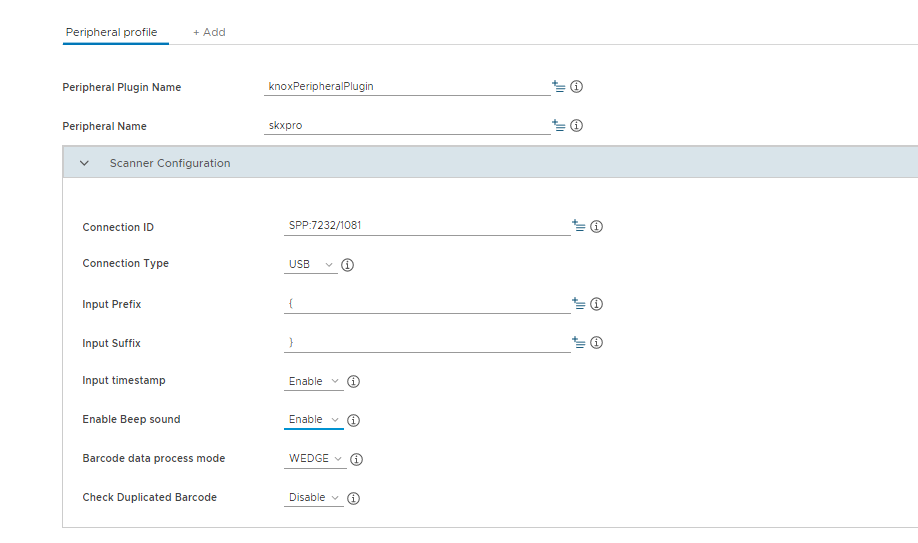 Peripheral profile + Add
Peripheral Plugin Name knoxPeripheralPlugin
Peripheral Name skxpro
Scanner Configuration
Connection ID SPP:7232/1081
Connection Type USB
Input Prefix {
Input Suffix }
Input timestamp Enable
Enable Beep sound Enable
Barcode data process mode WEDGE
Check Duplicated Barcode Disable